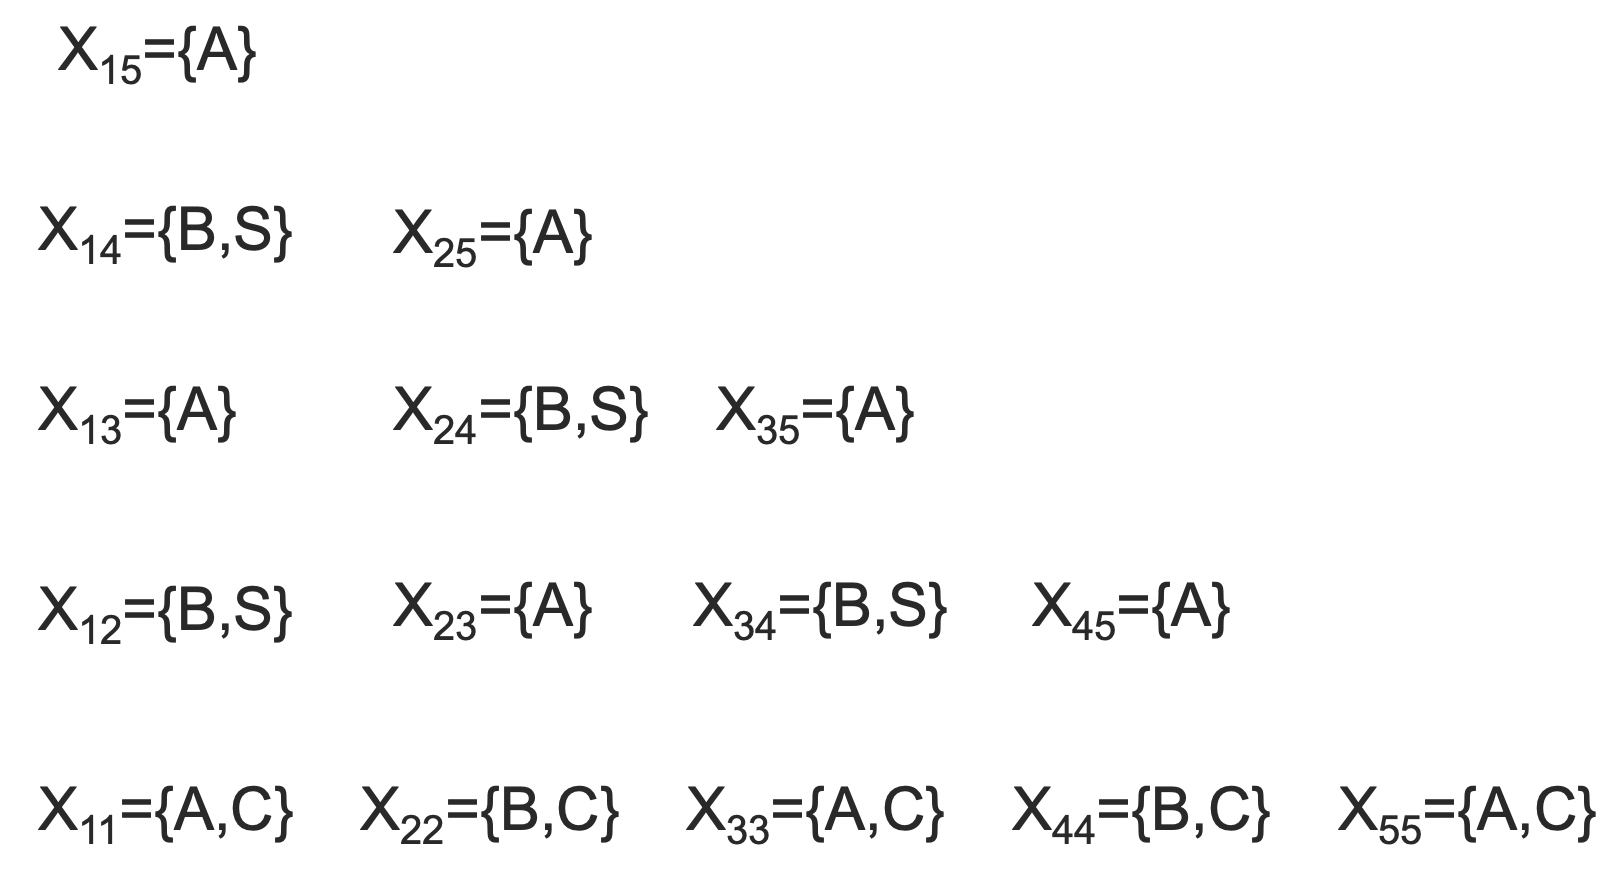 X₁₅={A}
X₁₄={B,S} X₂₅={A}
X₁₃={A} X₂₄={B,S} X₃₅={A}
X₁₂={B,S} X₂₃={A} X₃₄={B,S} X₄₅={A}
X₁₁={A,C} X₂₂={B,C} X₃₃={A,C} X₄₄={B,C} X₅₅={A,C}